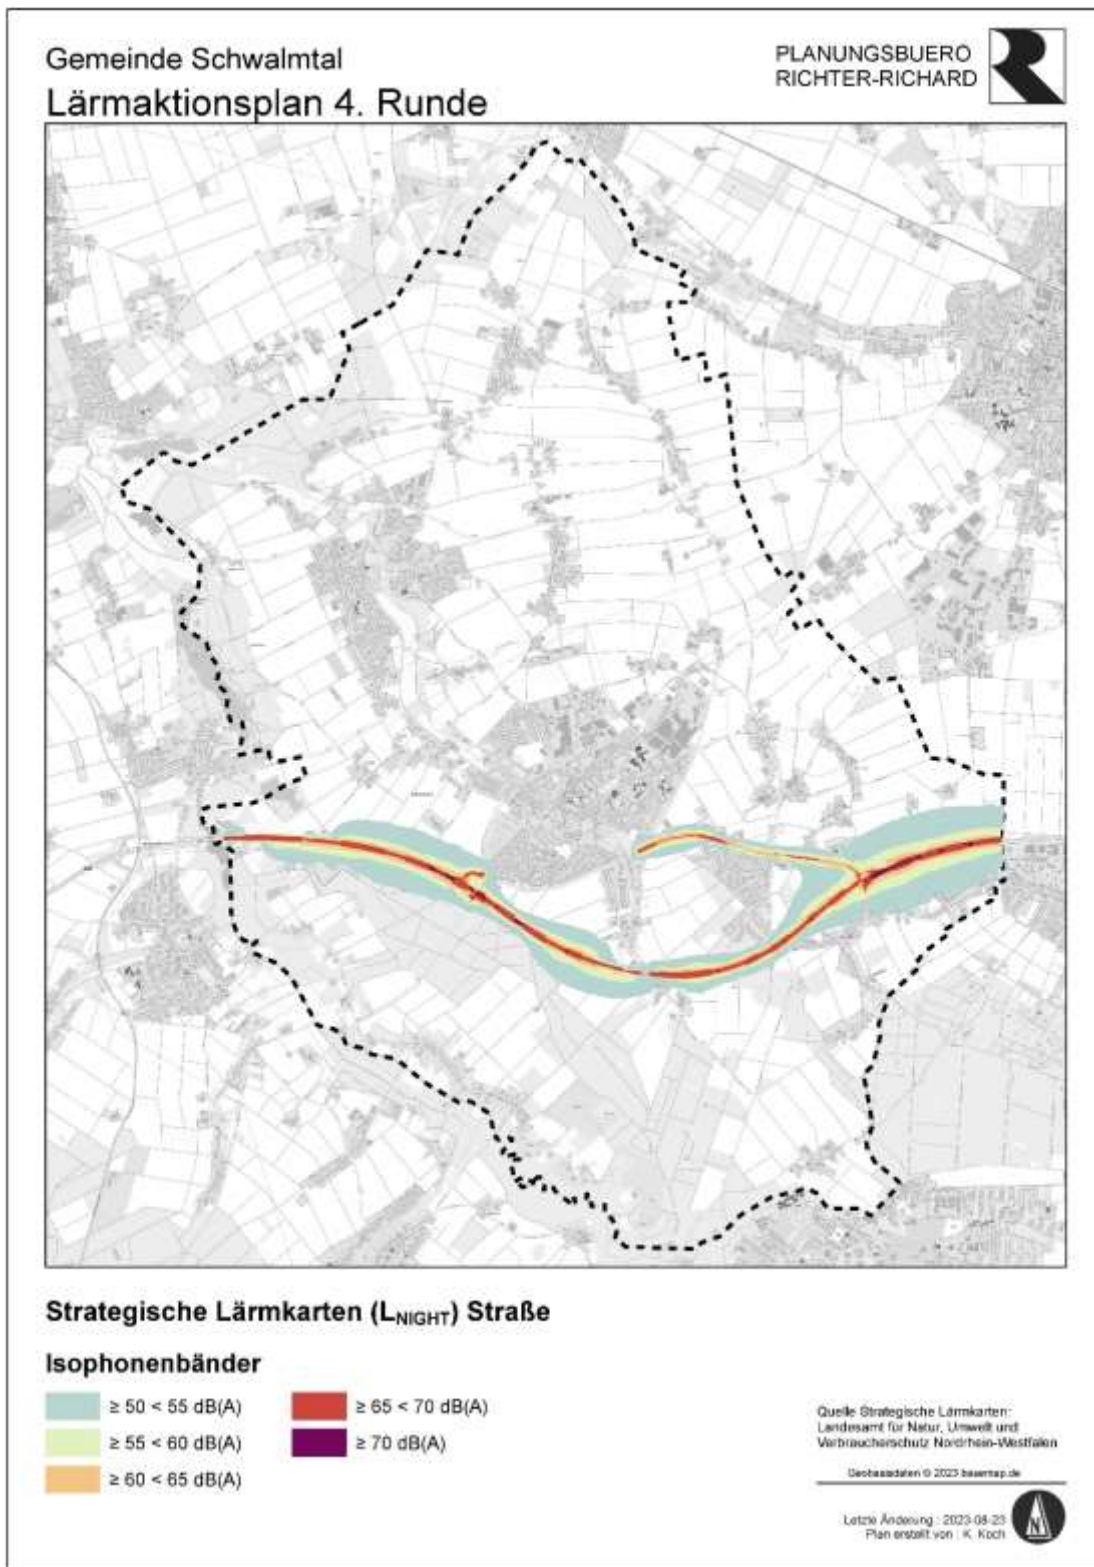 Gemeinde Schwalmtal
Lärmaktionsplan 4. Runde
PLANUNGSBUERO
RICHTER-RICHARD
Strategische Lärmkarten (LNIGHT) Straße
Isophonenbänder
≥ 50 < 55 dB(A)
≥ 55 < 60 dB(A)
≥ 60 < 65 dB(A)
≥ 65 < 70 dB(A)
≥ 70 dB(A)
Quelle Strategische Lärmkarten:
Landesamt für Natur, Umwelt und
Verbraucherschutz Nordrhein-Westfalen
Geobasisdaten © 2023 basemap.de
Letzte Änderung : 2023-08-23
Plan erstellt von : K. Koch
N